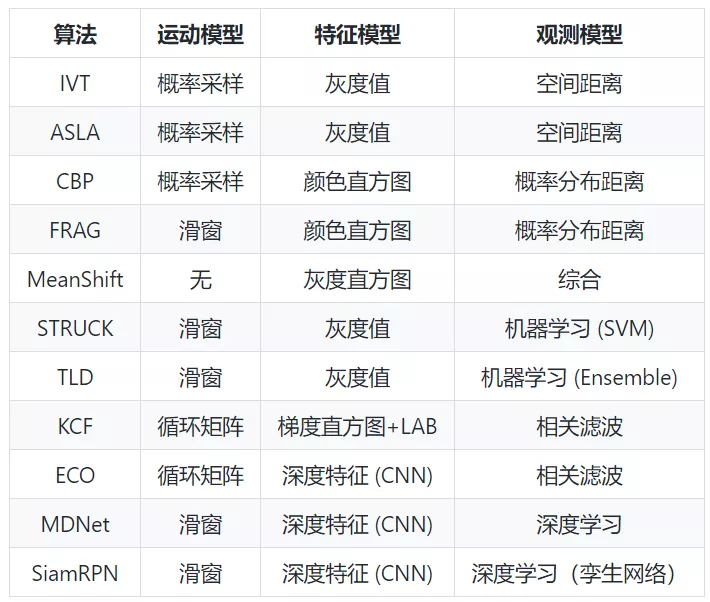 算法 运动模型 特征模型 观测模型
IVT 概率采样 灰度值 空间距离
ASLA 概率采样 灰度值 空间距离
CBP 概率采样 颜色直方图 概率分布距离
FRAG 滑窗 颜色直方图 概率分布距离
MeanShift 无 灰度直方图 综合
STRUCK 滑窗 灰度值 机器学习 (SVM)
TLD 滑窗 灰度值 机器学习 (Ensemble)
KCF 循环矩阵 梯度直方图+LAB 相关滤波
ECO 循环矩阵 深度特征 (CNN) 相关滤波
MDNet 滑窗 深度特征 (CNN) 深度学习
SiamRPN 滑窗 深度特征 (CNN) 深度学习（孪生网络）